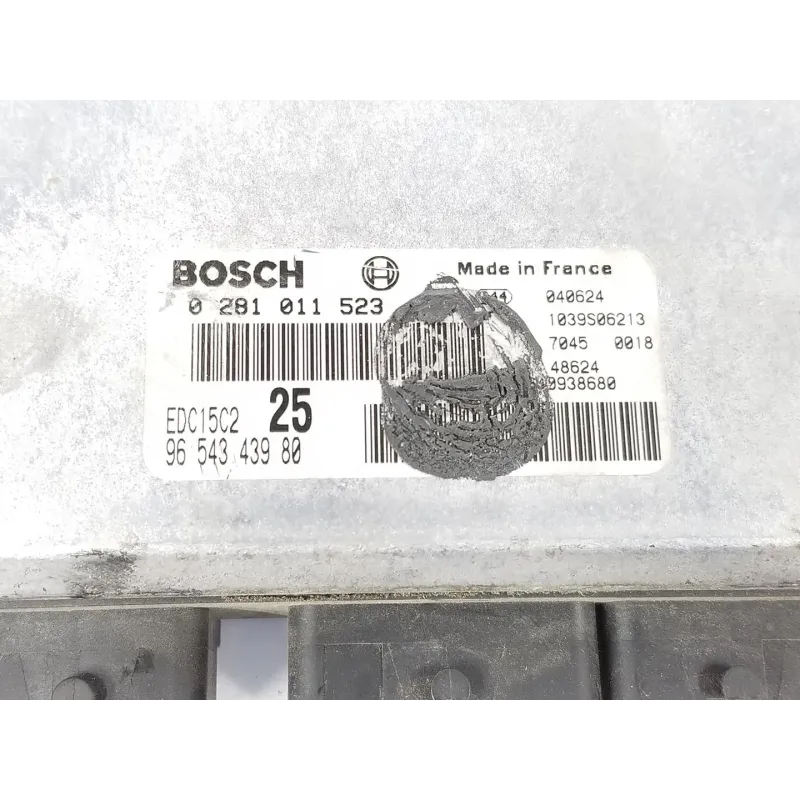 BOSCH
Made in France
0 281 011 523
040624
1039S06213
7045 0018
48624
9938680
EDC15C2 25
96 543 439 80